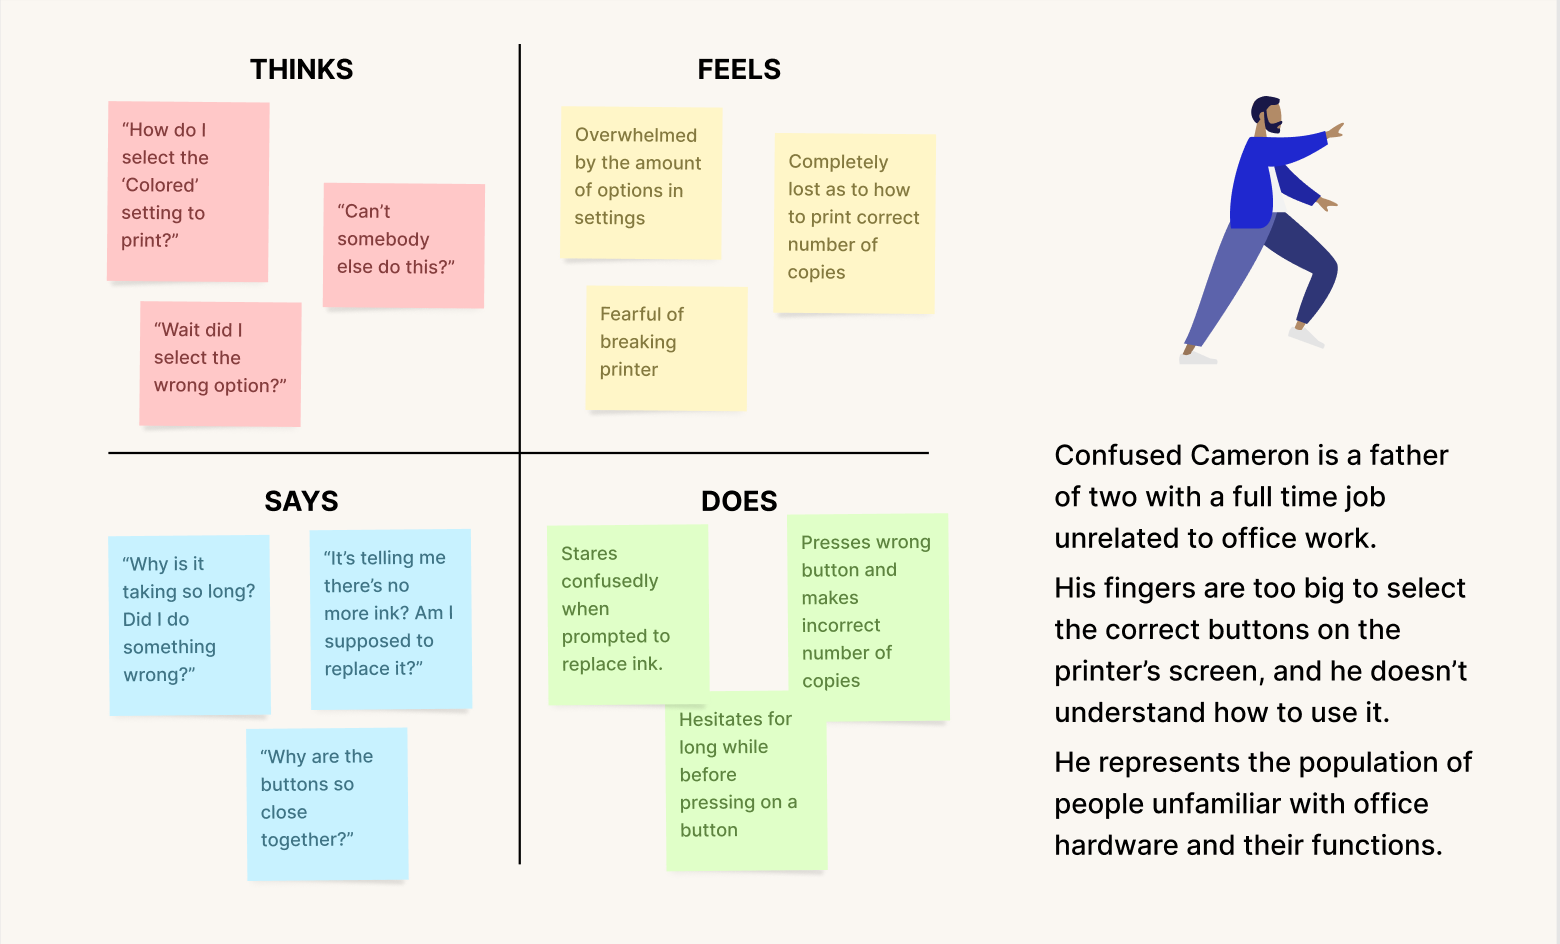 THINKS
“How do I
select the
‘Colored’
setting to
print?”
“Can’t
somebody
else do this?”
“Wait did I
select the
wrong option?”
FEELS
Overwhelmed
by the amount
of options in
settings
Completely
lost as to how
to print correct
number of
copies
Fearful of
breaking
printer
SAYS
“Why is it
taking so long?
Did I do
something
wrong?”
“It’s telling me
there’s no
more ink? Am I
supposed to
replace it?”
“Why are the
buttons so
close
together?”
DOES
Stares
confusedly
when
prompted to
replace ink.
Presses wrong
button and
makes
incorrect
number of
copies
Hesitates for
long while
before
pressing on a
button
Confused Cameron is a father
of two with a full time job
unrelated to office work.
His fingers are too big to select
the correct buttons on the
printer’s screen, and he doesn’t
understand how to use it.
He represents the population of
people unfamiliar with office
hardware and their functions.